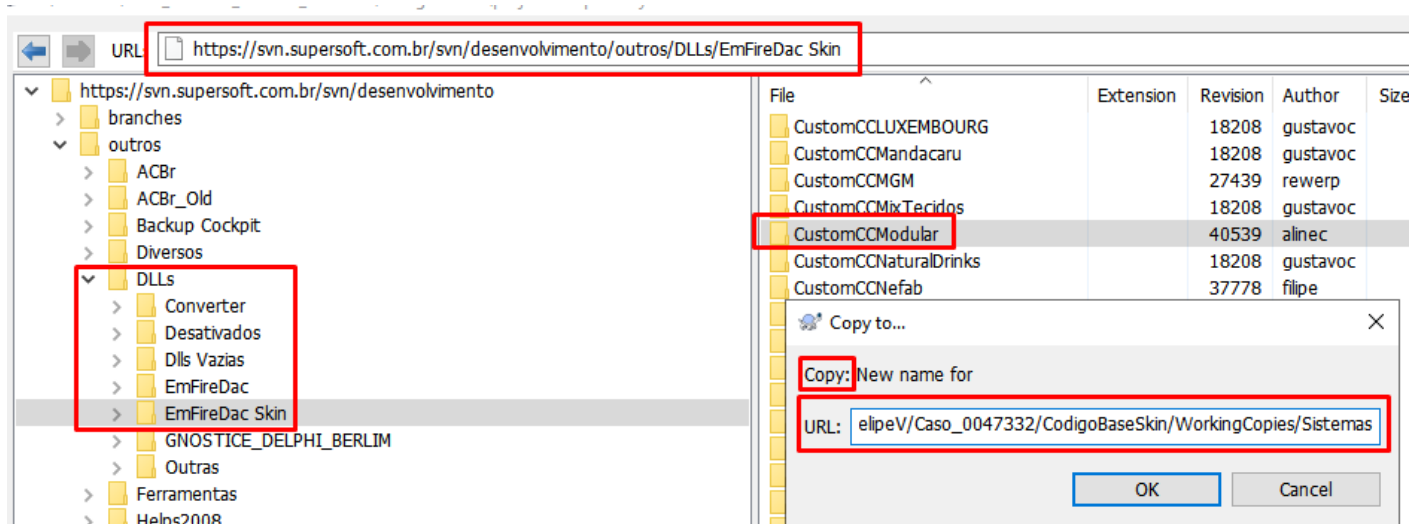 URL: https://svn.supersoft.com.br/svn/desenvolvimento/outros/DLLs/EmFireDac Skin
https://svn.supersoft.com.br/svn/desenvolvimento
branches
outros
ACBr
ACBr_Old
Backup Cockpit
Diversos
DLLs
Converter
Desativados
Dlls Vazias
EmFireDac
EmFireDac Skin
GNOSTICE_DELPHI_BERLIM
Outras
Ferramentas
Helps2008
File Extension Revision Author Size
CustomCCLUXEMBOURG 18208 gustavoc
CustomCCMandacaru 18208 gustavoc
CustomCCMGM 27439 rewerp
CustomCCMixTecidos 18208 gustavoc
CustomCCModular 40539 alinec
CustomCCNaturalDrinks 18208 gustavoc
CustomCCNefab 37778 filipe
Copy to...
Copy: New name for
URL: elipeV/Caso_0047332/CodigoBaseSkin/WorkingCopies/Sistemas
OK Cancel